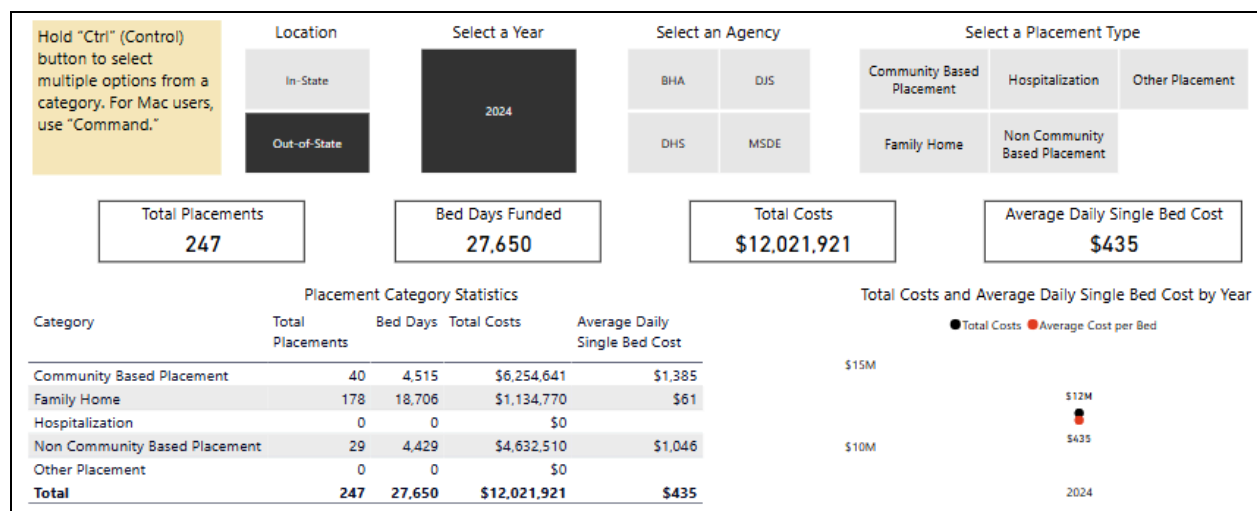 Hold “Ctrl” (Control)
button to select
multiple options from a
category. For Mac users,
use “Command.”
Location
In-State
Out-of-State
Select a Year
2024
Select an Agency
BHA DJS
DHS MSDE
Select a Placement Type
Community Based
Placement
Hospitalization
Other Placement
Family Home
Non Community
Based Placement
Total Placements
247
Bed Days Funded
27,650
Total Costs
$12,021,921
Average Daily Single Bed Cost
$435
Placement Category Statistics
Category Total Placements Bed Days Total Costs Average Daily Single Bed Cost
Community Based Placement 40 4,515 $6,254,641 $1,385
Family Home 178 18,706 $1,134,770 $61
Hospitalization 0 0 $0
Non Community Based Placement 29 4,429 $4,632,510 $1,046
Other Placement 0 0 $0
Total 247 27,650 $12,021,921 $435
Total Costs and Average Daily Single Bed Cost by Year
Total Costs Average Cost per Bed
$15M
$12M
$435
$10M
2024